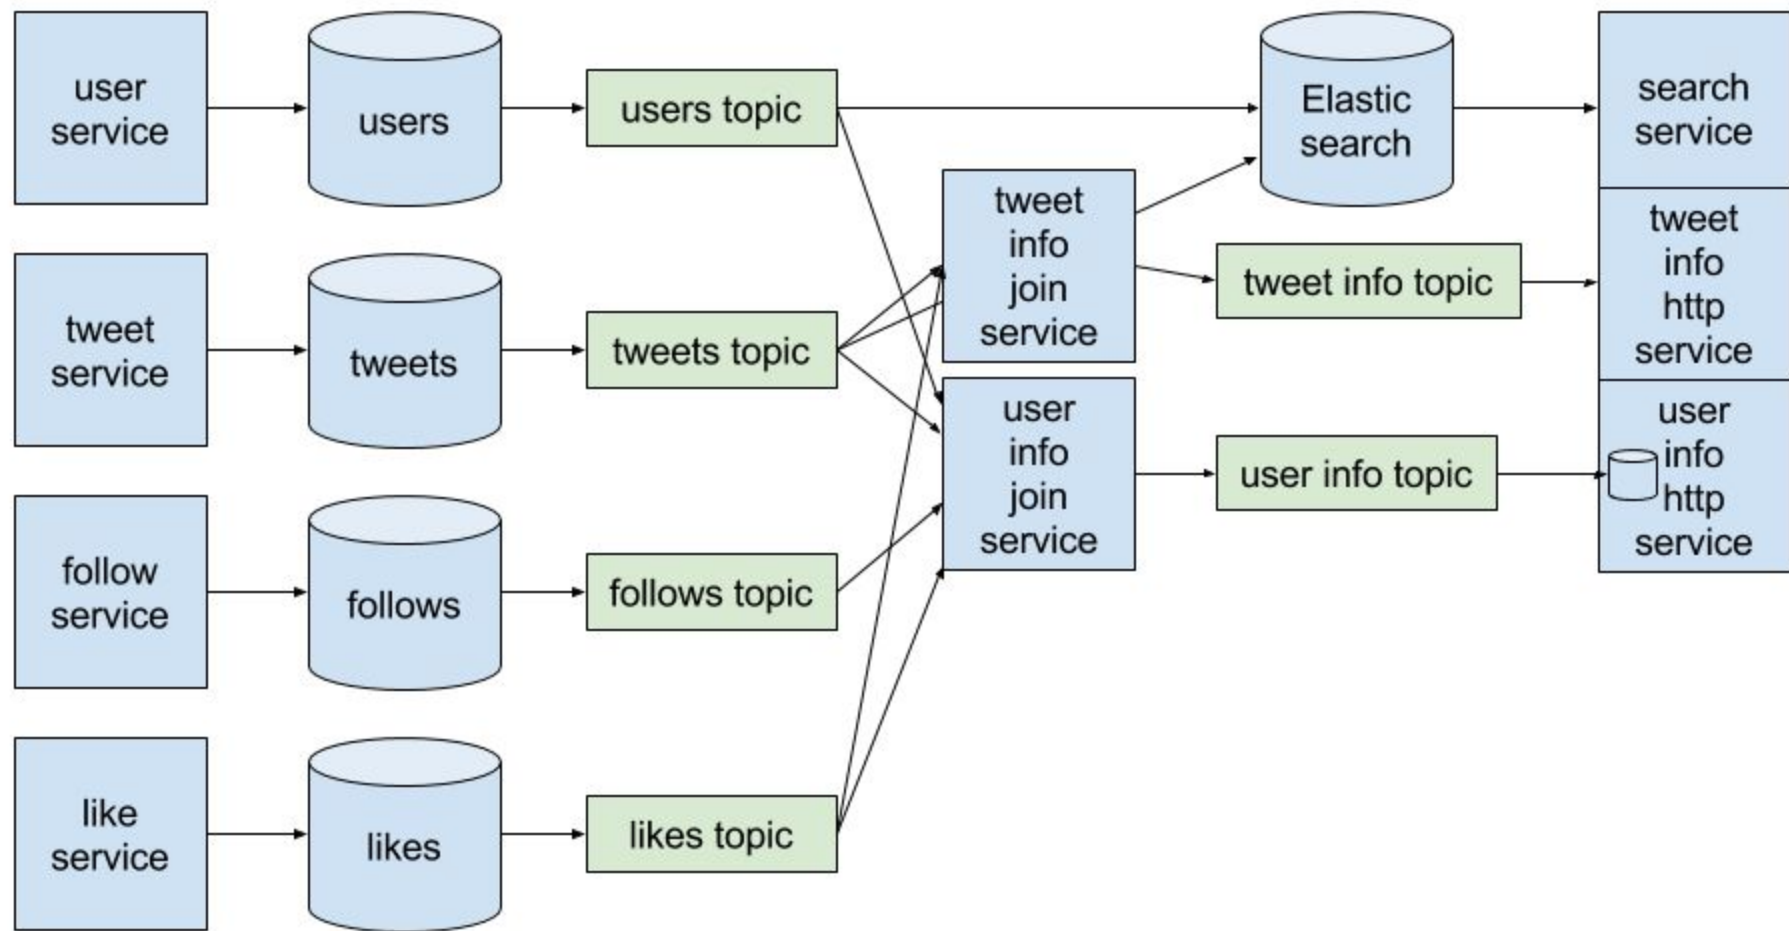 user
service
users
users topic
Elastic
search
search
service
tweet
service
tweets
tweets topic
tweet
info
join
service
tweet info topic
tweet
info
http
service
follow
service
follows
follows topic
user
info
join
service
user info topic
user
info
http
service
like
service
likes
likes topic